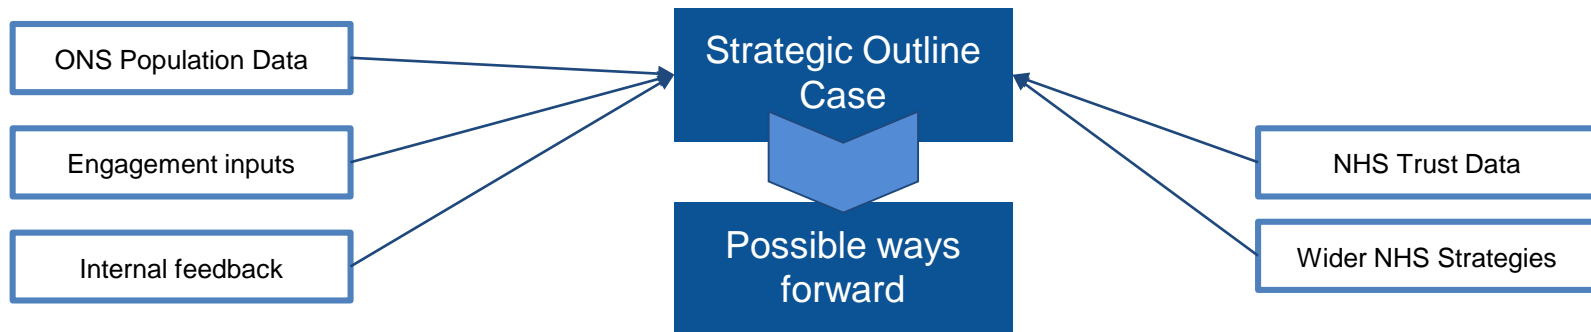 ONS Population Data
Engagement inputs
Internal feedback
Strategic Outline
Case
Possible ways
forward
NHS Trust Data
Wider NHS Strategies